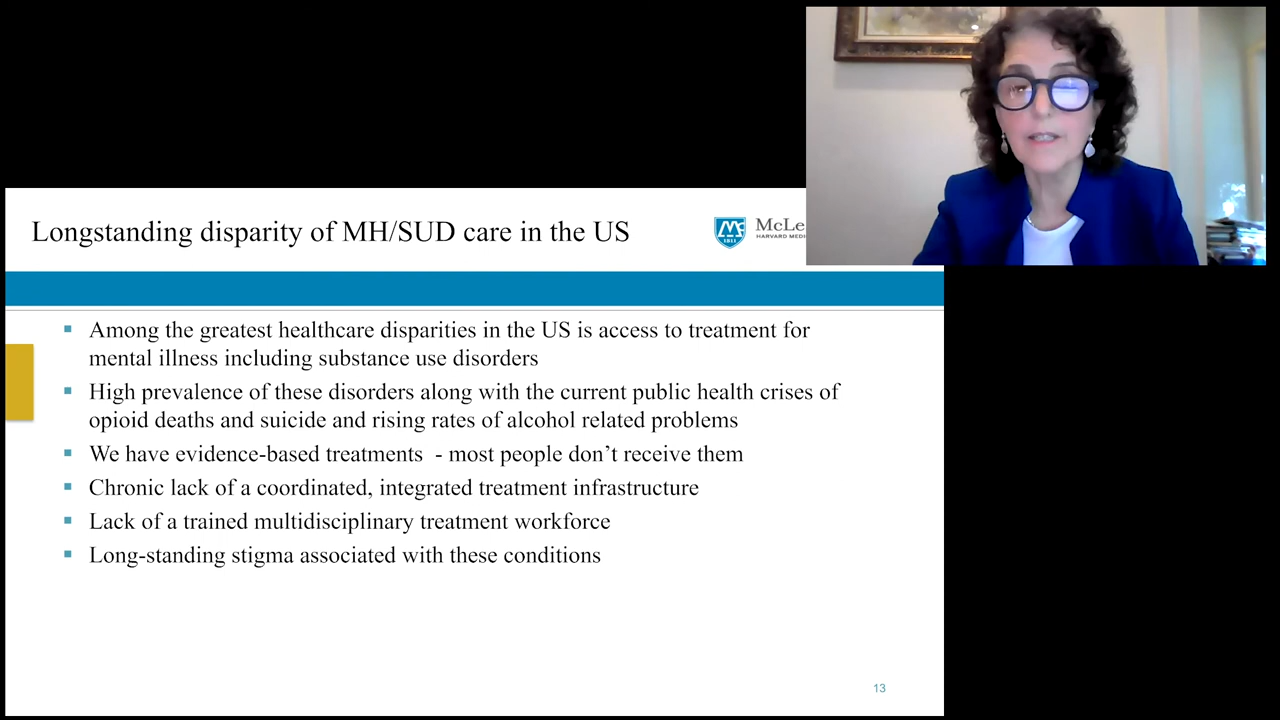 Longstanding disparity of MH/SUD care in the US
1811
HARVARD
▪ Among the greatest healthcare disparities in the US is access to treatment for
mental illness including substance use disorders
▪ High prevalence of these disorders along with the current public health crises of
opioid deaths and suicide and rising rates of alcohol related problems
▪ We have evidence-based treatments  - most people don’t receive them
▪ Chronic lack of a coordinated, integrated treatment infrastructure
▪ Lack of a trained multidisciplinary treatment workforce
▪ Long-standing stigma associated with these conditions
13